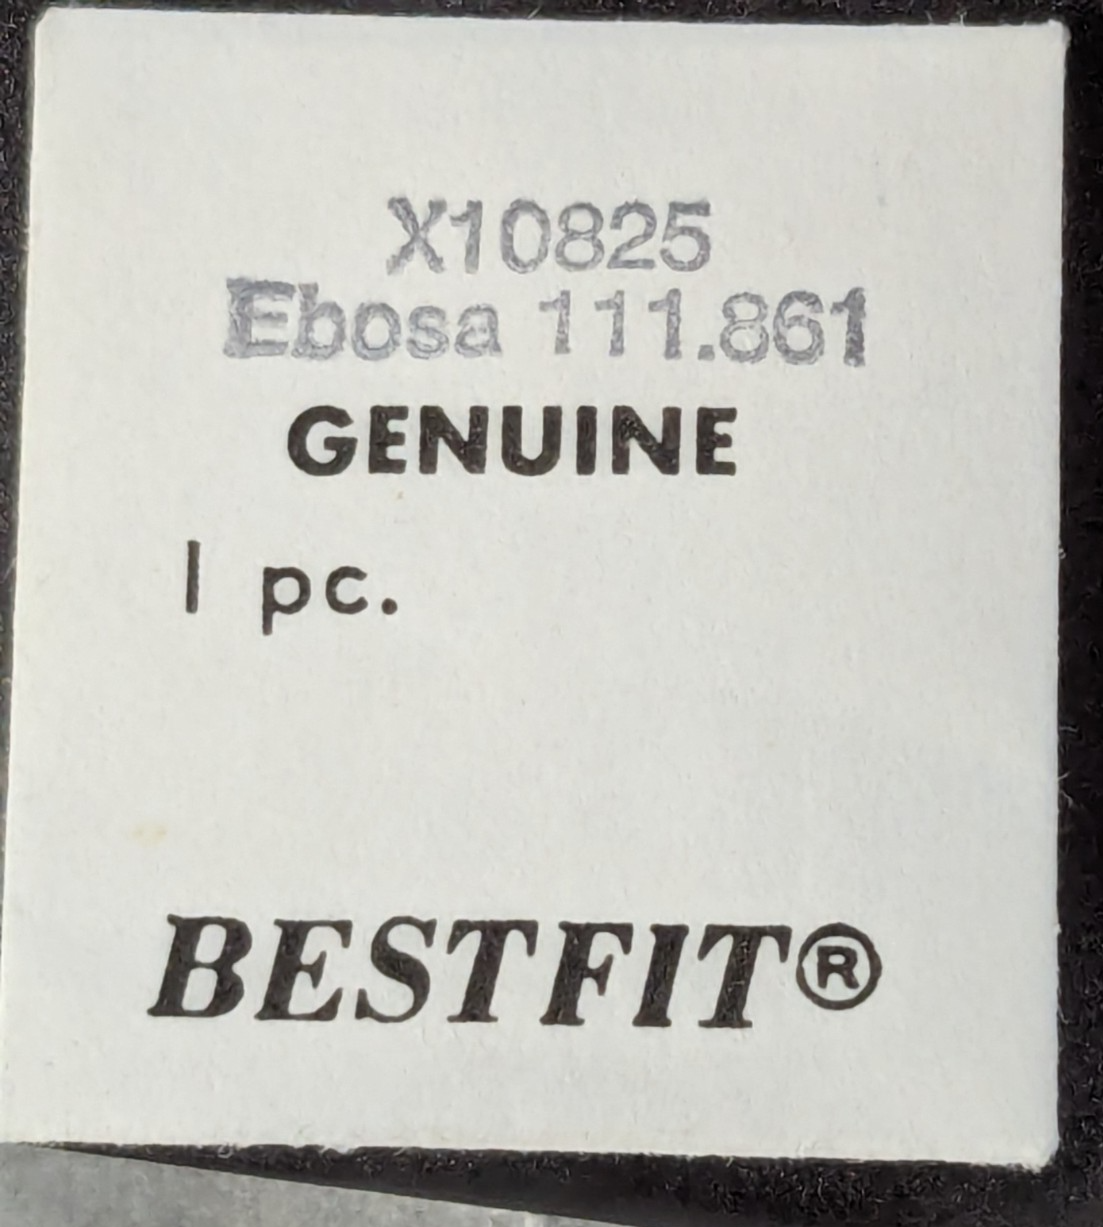 X10825
Ebosa 111.861
GENUINE
1 pc.
BESTFIT®